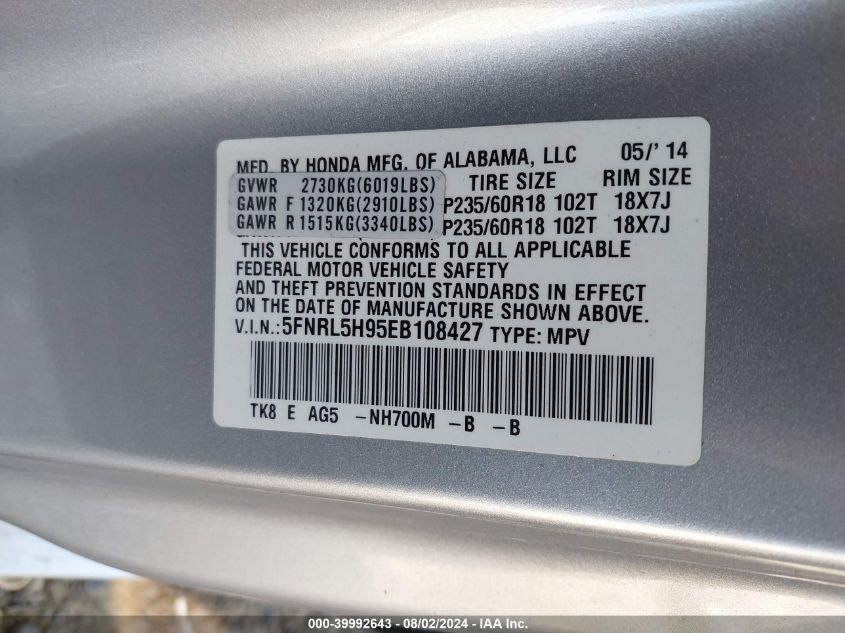 MFD. BY HONDA MFG. OF ALABAMA, LLC 05/'14
GVWR 2730KG(6019LBS) TIRE SIZE RIM SIZE
GAWR F 1320KG(2910LBS) P235/60R18 102T 18X7J
GAWR R 1515KG(3340LBS) P235/60R18 102T 18X7J
THIS VEHICLE CONFORMS TO ALL APPLICABLE
FEDERAL MOTOR VEHICLE SAFETY
AND THEFT PREVENTION STANDARDS IN EFFECT
ON THE DATE OF MANUFACTURE SHOWN ABOVE.
V.I.N.:5FNRL5H95EB108427 TYPE: MPV
TK8 E AG5 -NH700M -B -B
000-39992643 - 08/02/2024 - IAA Inc.